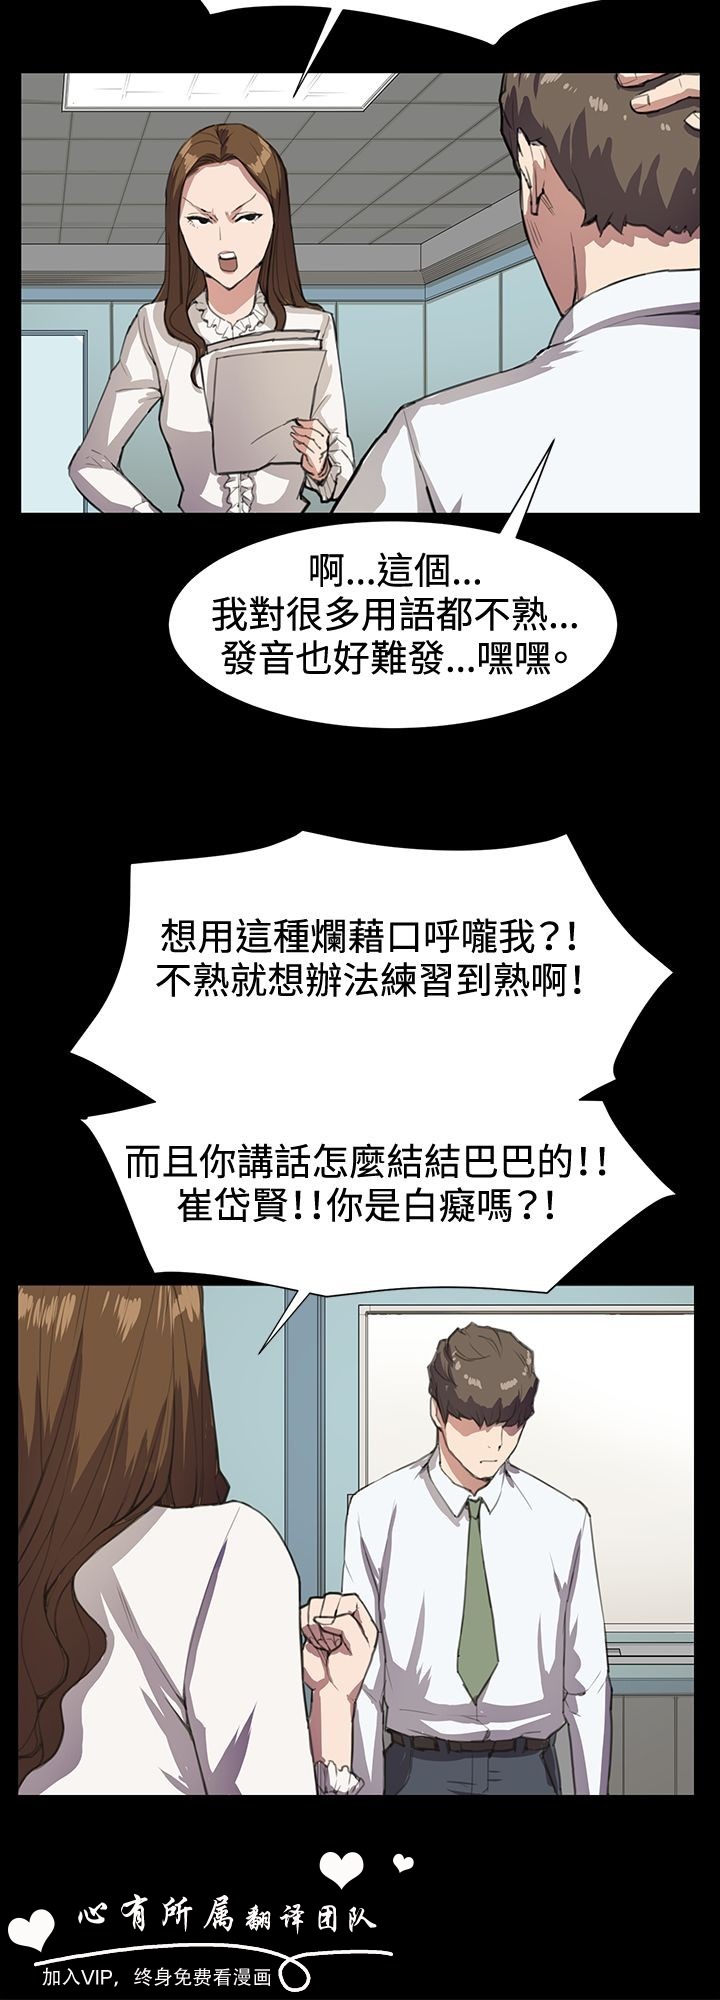 啊...這個...
我對很多用語都不熟...
發音也好難發...嘿嘿。
想用這種爛藉口呼嚨我?!
不熟就想辦法練習到熟啊!
而且你講話怎麼結結巴巴的!!
崔岱賢!!你是白癡嗎?!
心有所属翻译团队
加入VIP，终身免费看漫画